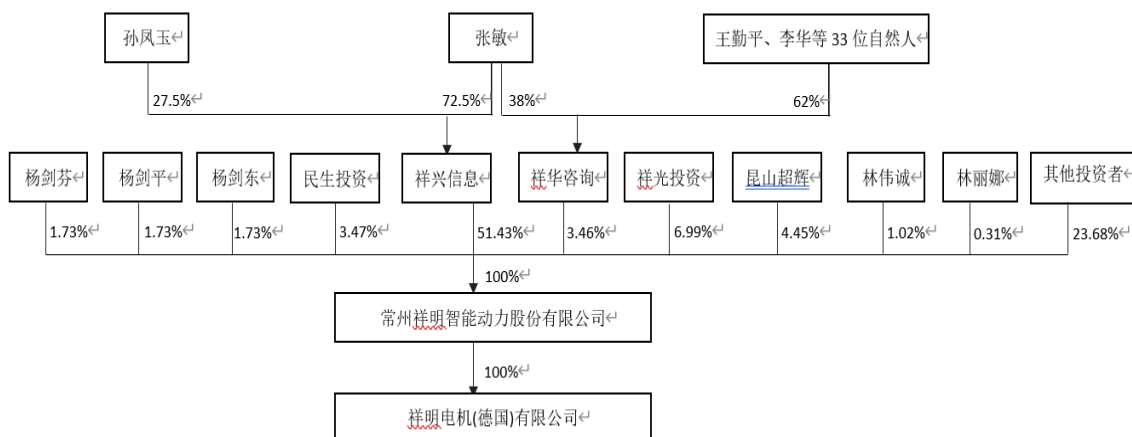 孙凤玉
张敏
王勤平、李华等 33 位自然人
27.5%
72.5%
38%
62%
杨剑芬
杨剑平
杨剑东
民生投资
祥兴信息
祥华咨询
祥光投资
昆山超辉
林伟诚
林丽娜
其他投资者
1.73%
1.73%
1.73%
3.47%
51.43%
3.46%
6.99%
4.45%
1.02%
0.31%
23.68%
100%
常州祥明智能动力股份有限公司
100%
祥明电机(德国)有限公司